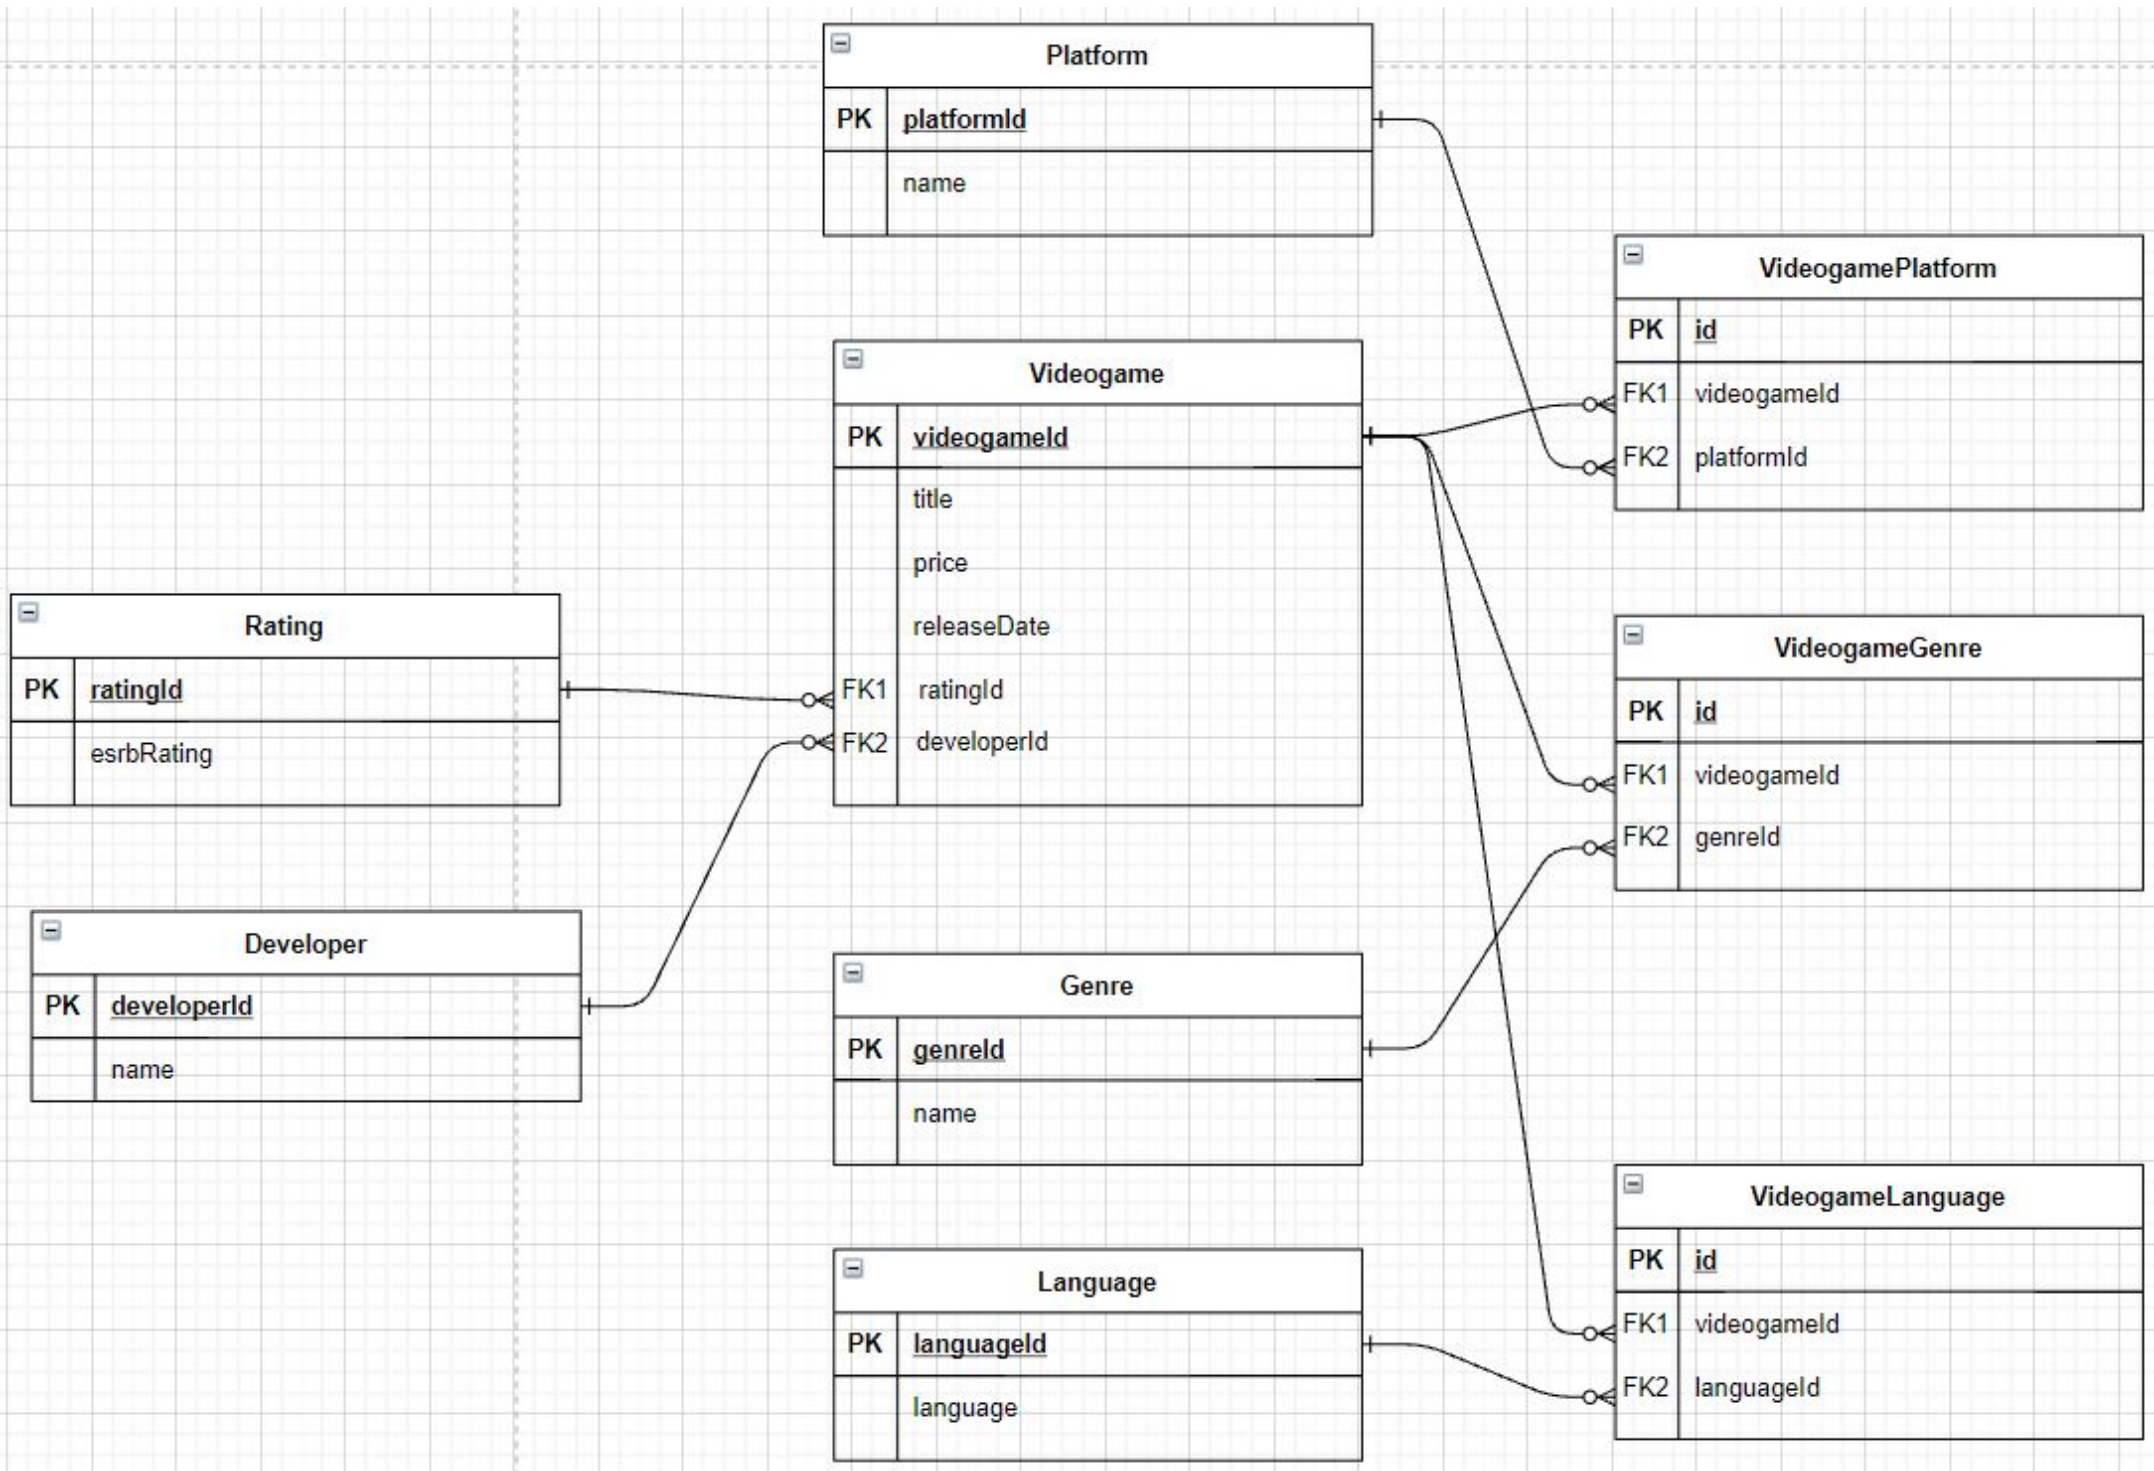 Platform
PK platformId
name
VideogamePlatform
PK id
FK1 videogameId
FK2 platformId
Videogame
PK videogameId
title
price
releaseDate
FK1 ratingId
FK2 developerId
Rating
PK ratingId
esrbRating
VideogameGenre
PK id
FK1 videogameId
FK2 genreId
Developer
PK developerId
name
Genre
PK genreId
name
VideogameLanguage
PK id
FK1 videogameId
FK2 languageId
Language
PK languageId
language